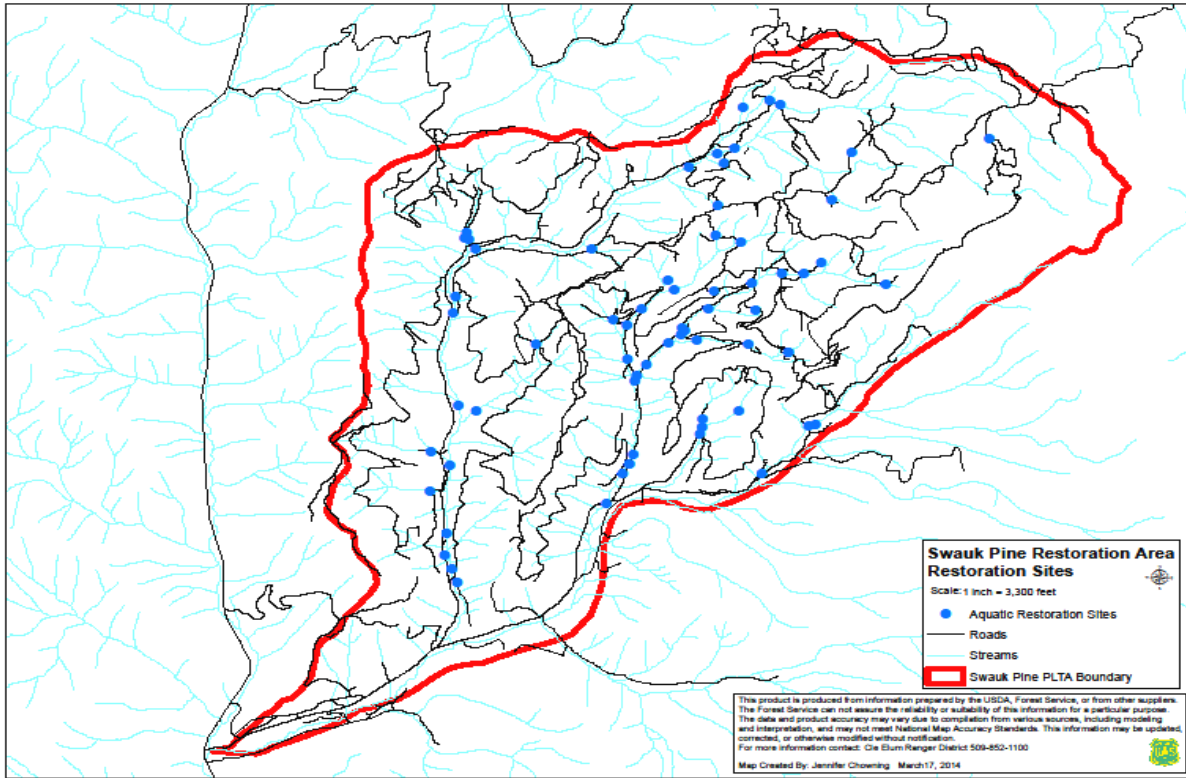 Swauk Pine Restoration Area
Restoration Sites
Scale: 1 inch = 3,300 feet
Aquatic Restoration Sites
Roads
Streams
Swauk Pine PLTA Boundary
This product is produced from information prepared by the USDA, Forest Service, or from other suppliers.
The Forest Service can not assure the reliability or suitability of this information for a particular purpose.
The data and product accuracy may vary due to compilation from various sources, including modeling
and interpretation, and may not meet National Map Accuracy Standards. This information may be updated,
corrected, or otherwise modified without notification.
For more information contact: Cle Elum Ranger District 509-852-1100
Map Created By: Jennifer Chowning March17, 2014